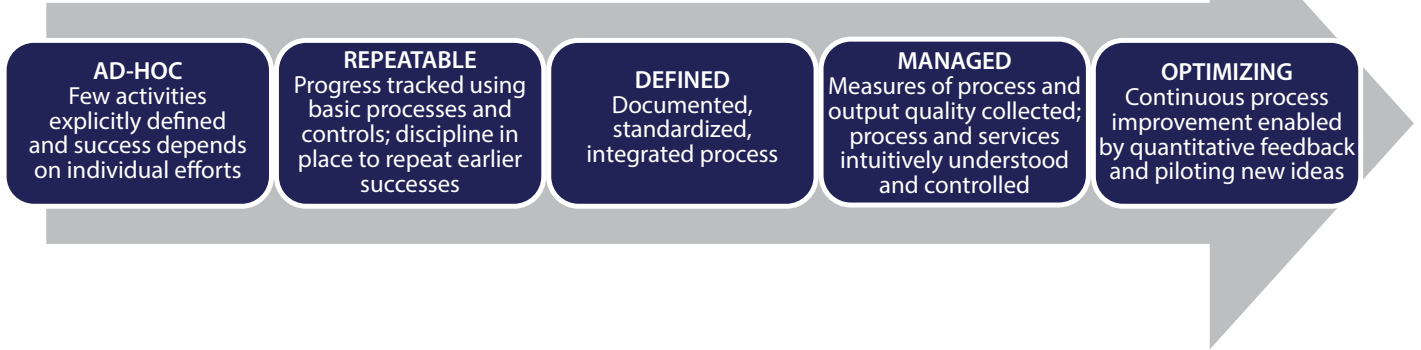 AD-HOC
Few activities
explicitly defined
and success depends
on individual efforts
REPEATABLE
Progress tracked using
basic processes and
controls; discipline in
place to repeat earlier
successes
DEFINED
Documented,
standardized,
integrated process
MANAGED
Measures of process and
output quality collected;
process and services
intuitively understood
and controlled
OPTIMIZING
Continuous process
improvement enabled
by quantitative feedback
and piloting new ideas